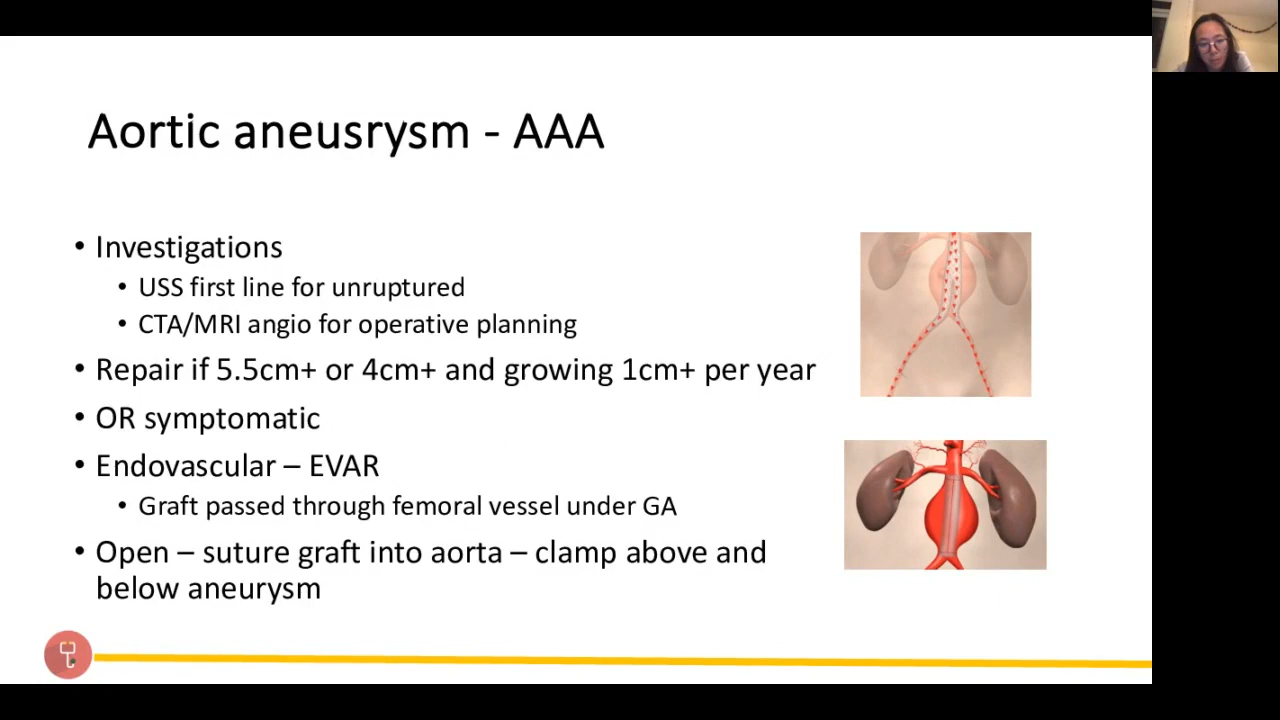 Aortic aneusrysm - AAA
• Investigations
• USS first line for unruptured
• CTA/MRI angio for operative planning
• Repair if 5.5cm+ or 4cm+ and growing 1cm+ per year
• OR symptomatic
• Endovascular – EVAR
• Graft passed through femoral vessel under GA
• Open – suture graft into aorta – clamp above and
below aneurysm